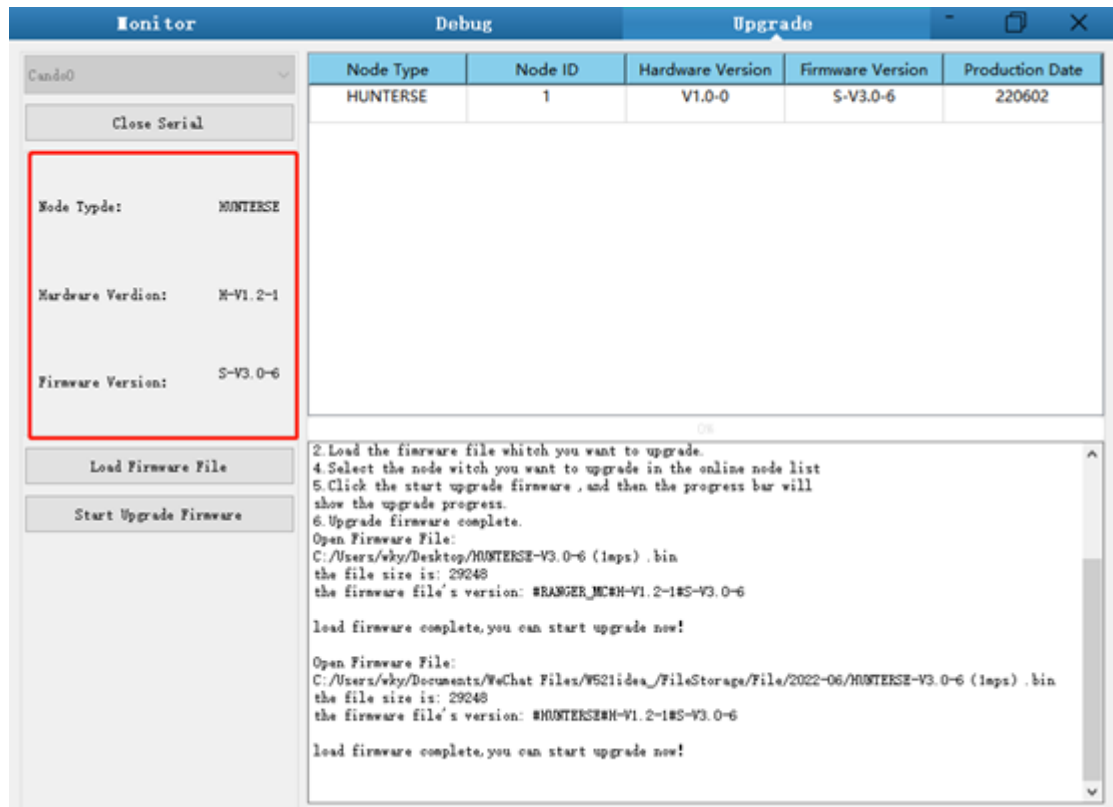 Monitor Debug Upgrade
Cando0
Close Serial
Node Typde: HUNTERSE
Hardware Verdion: H-V1.2-1
Firmware Version: S-V3.0-6
Load Firmware File
Start Upgrade Firmware
Node Type Node ID Hardware Version Firmware Version Production Date
HUNTERSE 1 V1.0-0 S-V3.0-6 220602
0%
2.Load the fimrware file whitch you want to upgrade.
4.Select the node witch you want to upgrade in the online node list
5.Click the start upgrade firmware ,and then the progress bar will
show the upgrade progress.
6.Upgrade firmware complete.
Open Firmware File:
C:/Users/wky/Desktop/HUNTERSE-V3.0-6 (1mps) .bin
the file size is: 29248
the firmware file's version: #RANGER_MC#H-V1.2-1#S-V3.0-6
load firmware complete,you can start upgrade now!
Open Firmware File:
C:/Users/wky/Documents/WeChat Files/W521idea_/FileStorage/File/2022-06/HUNTERSE-V3.0-6 (1mps) .bin
the file size is: 29248
the firmware file's version: #HUNTERSE#H-V1.2-1#S-V3.0-6
load firmware complete,you can start upgrade now!